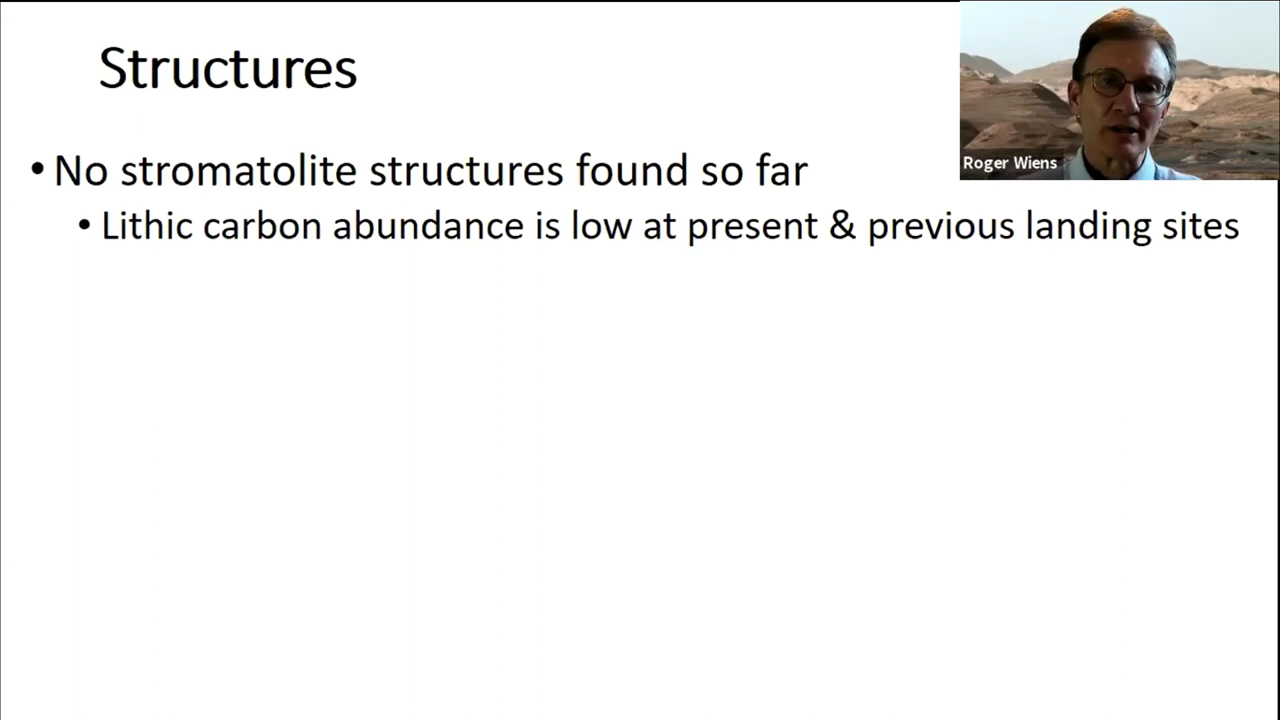 Structures
Roger Wiens
• No stromatolite structures found so far
• Lithic carbon abundance is low at present & previous landing sites